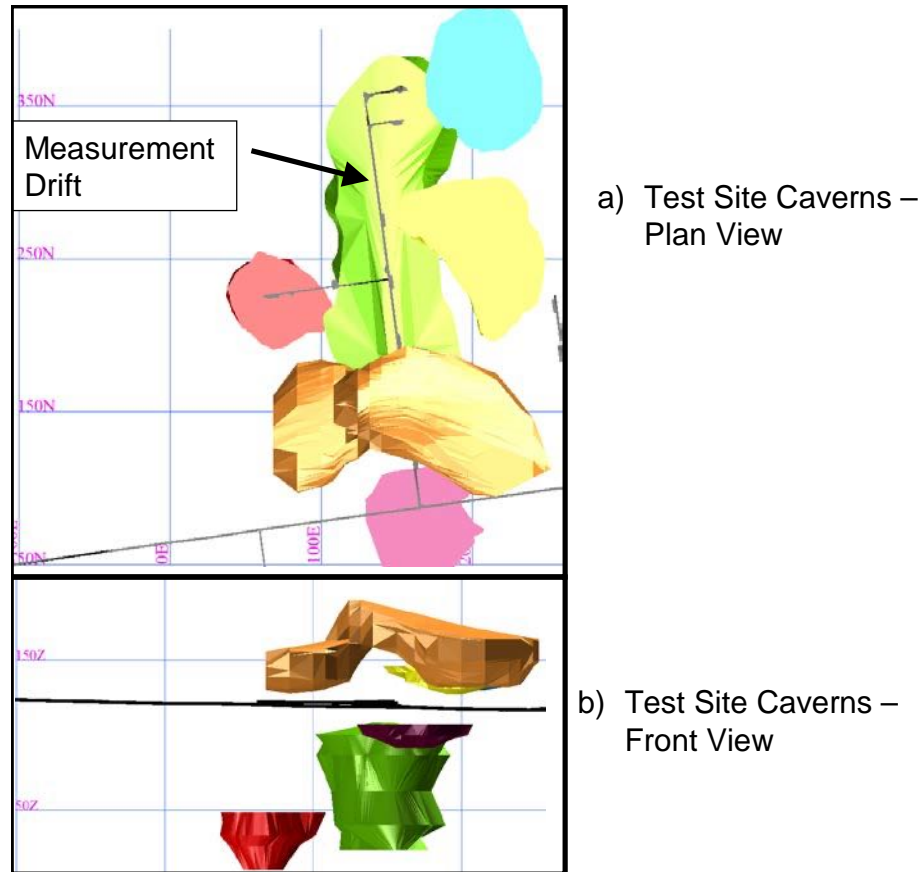 350N
Measurement
Drift
a) Test Site Caverns –
Plan View
250N
150N
100E
50N
150Z
b) Test Site Caverns –
Front View
50Z